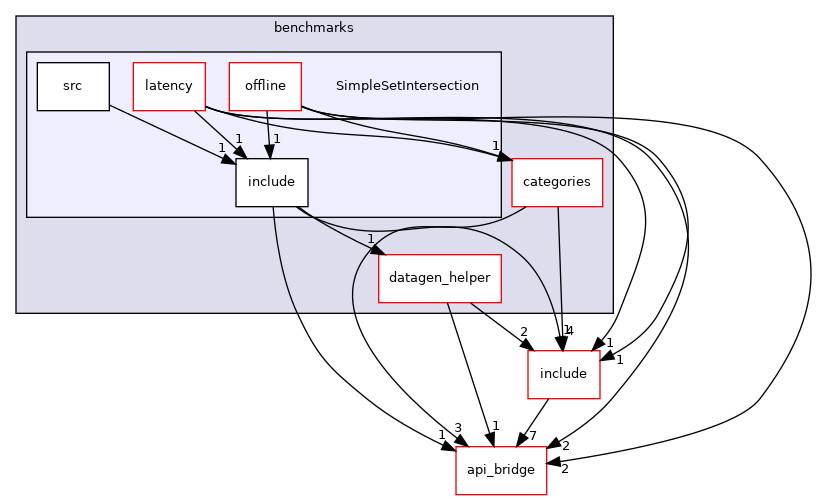 benchmarks
src
latency
offline
SimpleSetIntersection
1
1
1
1
include
categories
1
datagen_helper
2
1
4
1
1
include
1
3
1
7
2
2
api_bridge